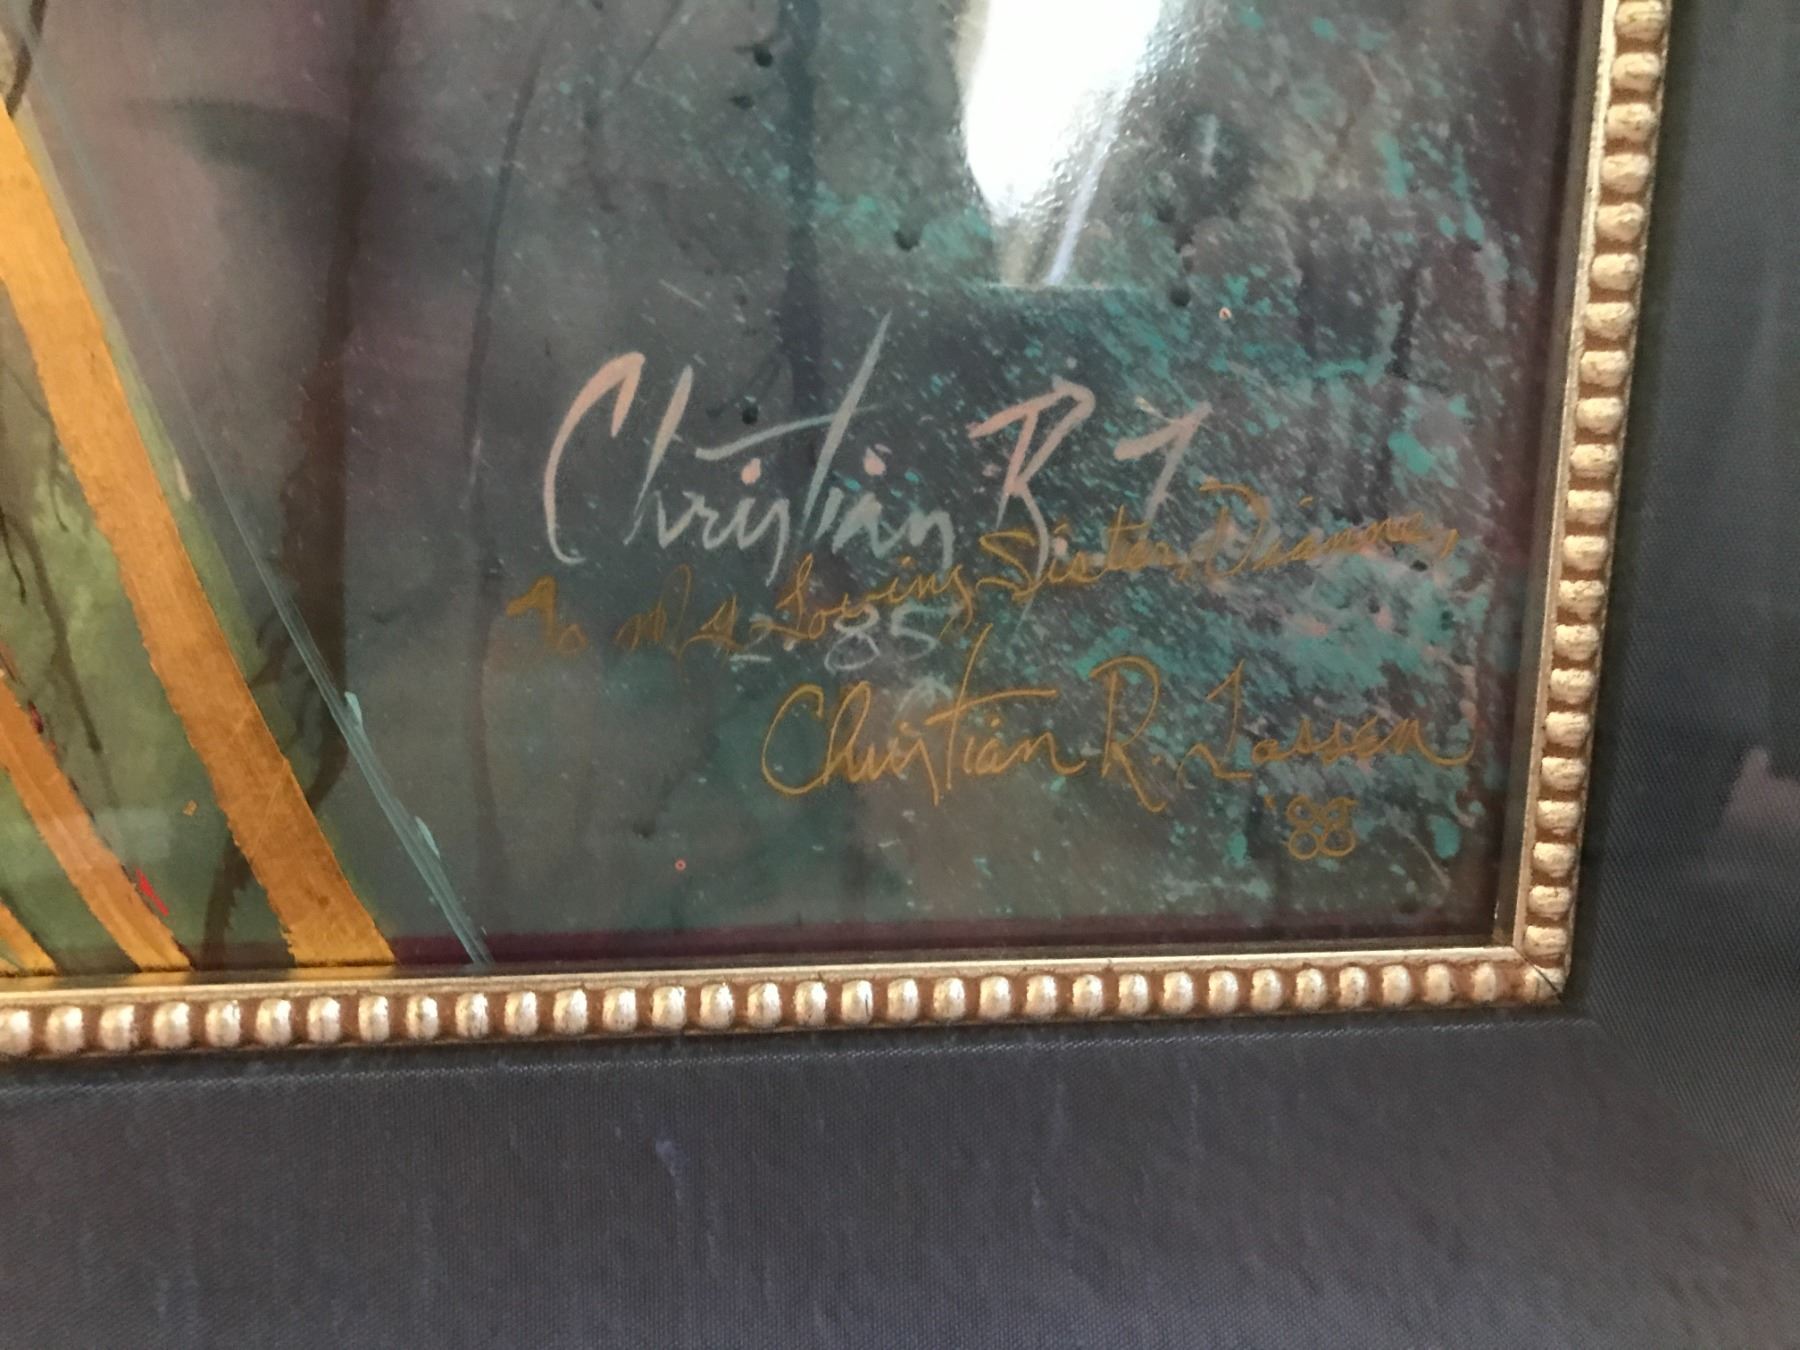 Christian R L
To My Loving Sister, Dianne,
85
Christian R. Lassen
'88